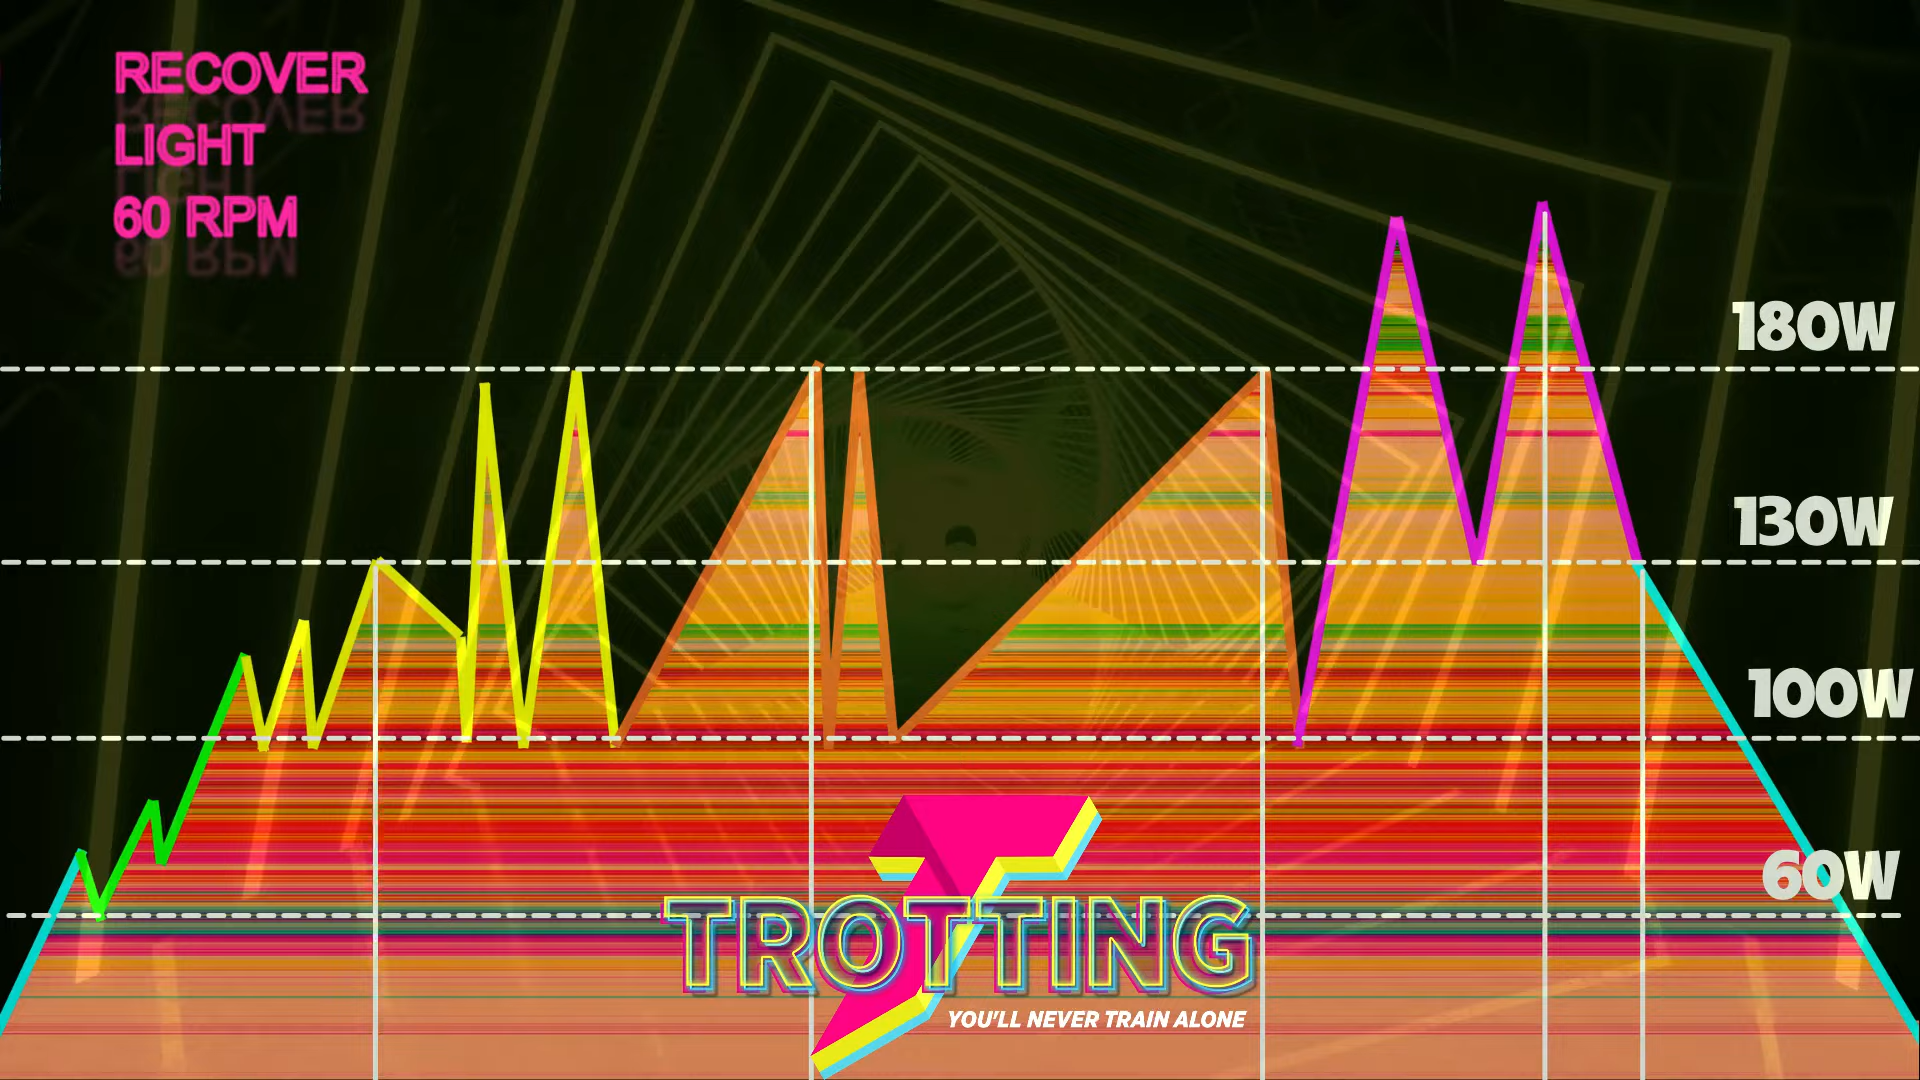 RECOVER
LIGHT
60 RPM
180W
130W
100W
60W
TROTTING
YOU'LL NEVER TRAIN ALONE